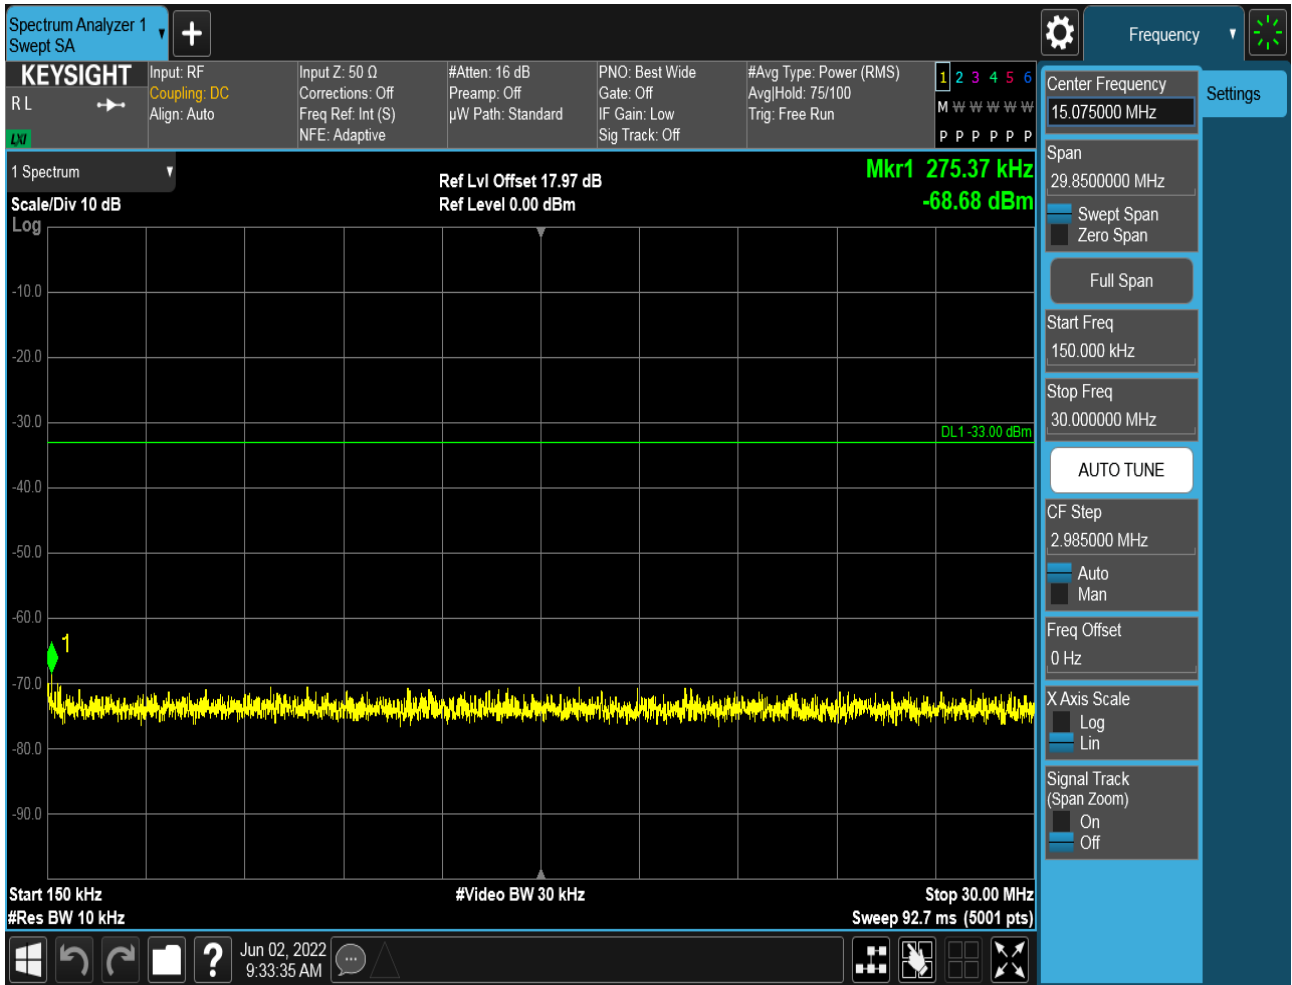 Spectrum Analyzer 1
Swept SA
+
Frequency
KEYSIGHT
R L
LXI
Input: RF
Coupling: DC
Align: Auto
Input Z: 50 Ω
Corrections: Off
Freq Ref: Int (S)
NFE: Adaptive
#Atten: 16 dB
Preamp: Off
µW Path: Standard
PNO: Best Wide
Gate: Off
IF Gain: Low
Sig Track: Off
#Avg Type: Power (RMS)
Avg|Hold: 75/100
Trig: Free Run
1 2 3 4 5 6
M W W W W W
P P P P P P
1 Spectrum
Scale/Div 10 dB
Log
Ref Lvl Offset 17.97 dB
Ref Level 0.00 dBm
Mkr1 275.37 kHz
-68.68 dBm
-10.0
-20.0
-30.0
DL1 -33.00 dBm
-40.0
-50.0
-60.0
1
-70.0
-80.0
-90.0
Start 150 kHz
#Res BW 10 kHz
#Video BW 30 kHz
Stop 30.00 MHz
Sweep 92.7 ms (5001 pts)
?
Jun 02, 2022
9:33:35 AM
Center Frequency
15.075000 MHz
Settings
Span
29.8500000 MHz
Swept Span
Zero Span
Full Span
Start Freq
150.000 kHz
Stop Freq
30.000000 MHz
AUTO TUNE
CF Step
2.985000 MHz
Auto
Man
Freq Offset
0 Hz
X Axis Scale
Log
Lin
Signal Track
(Span Zoom)
On
Off